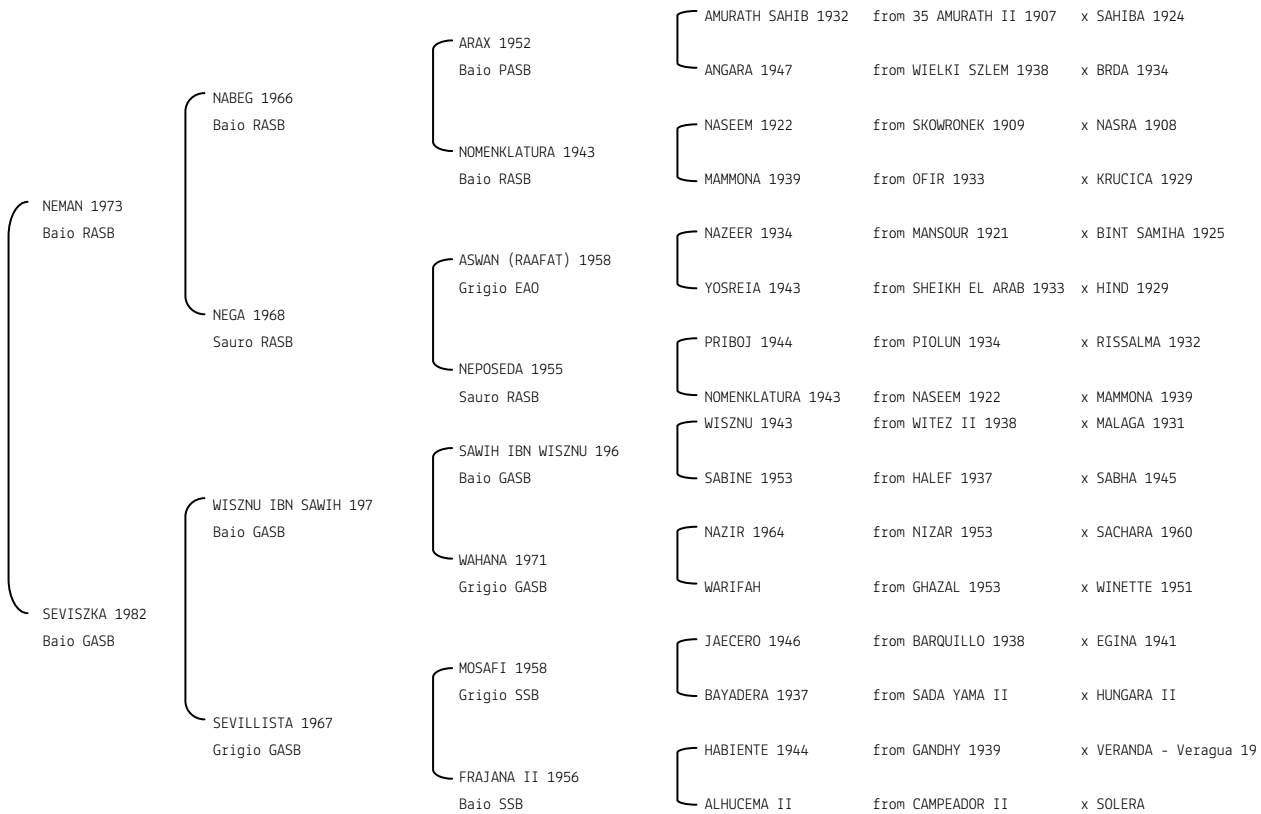 AMURATH SAHIB 1932 from 35 AMURATH II 1907 x SAHIBA 1924
ARAX 1952
Baio PASB
ANGARA 1947 from WIELKI SZLEM 1938 x BRDA 1934
NABEG 1966
Baio RASB
NASEEM 1922 from SKOWRONEK 1909 x NASRA 1908
NOMENKLATURA 1943
Baio RASB
MAMMONA 1939 from OFIR 1933 x KRUCICA 1929
NEMAN 1973
Baio RASB
NAZEER 1934 from MANSOUR 1921 x BINT SAMIHA 1925
ASWAN (RAAFAT) 1958
Grigio EAO
YOSREIA 1943 from SHEIKH EL ARAB 1933 x HIND 1929
NEGA 1968
Sauro RASB
PRIBOJ 1944 from PIOLUN 1934 x RISSALMA 1932
NEPOSEDA 1955
Sauro RASB
NOMENKLATURA 1943 from NASEEM 1922 x MAMMONA 1939
WISZNU 1943 from WITEZ II 1938 x MALAGA 1931
SAWIH IBN WISZNU 196
Baio GASB
SABINE 1953 from HALEF 1937 x SABHA 1945
WISZNU IBN SAWIH 197
Baio GASB
NAZIR 1964 from NIZAR 1953 x SACHARA 1960
WAHANA 1971
Grigio GASB
WARIFAH from GHAZAL 1953 x WINETTE 1951
SEVISZKA 1982
Baio GASB
JAECERO 1946 from BARQUILLO 1938 x EGINA 1941
MOSAFI 1958
Grigio SSB
BAYADERA 1937 from SADA YAMA II x HUNGARA II
SEVILLISTA 1967
Grigio GASB
HABIENTE 1944 from GANDHY 1939 x VERANDA - Veragua 19
FRAJANA II 1956
Baio SSB
ALHUCEMA II from CAMPEADOR II x SOLERA